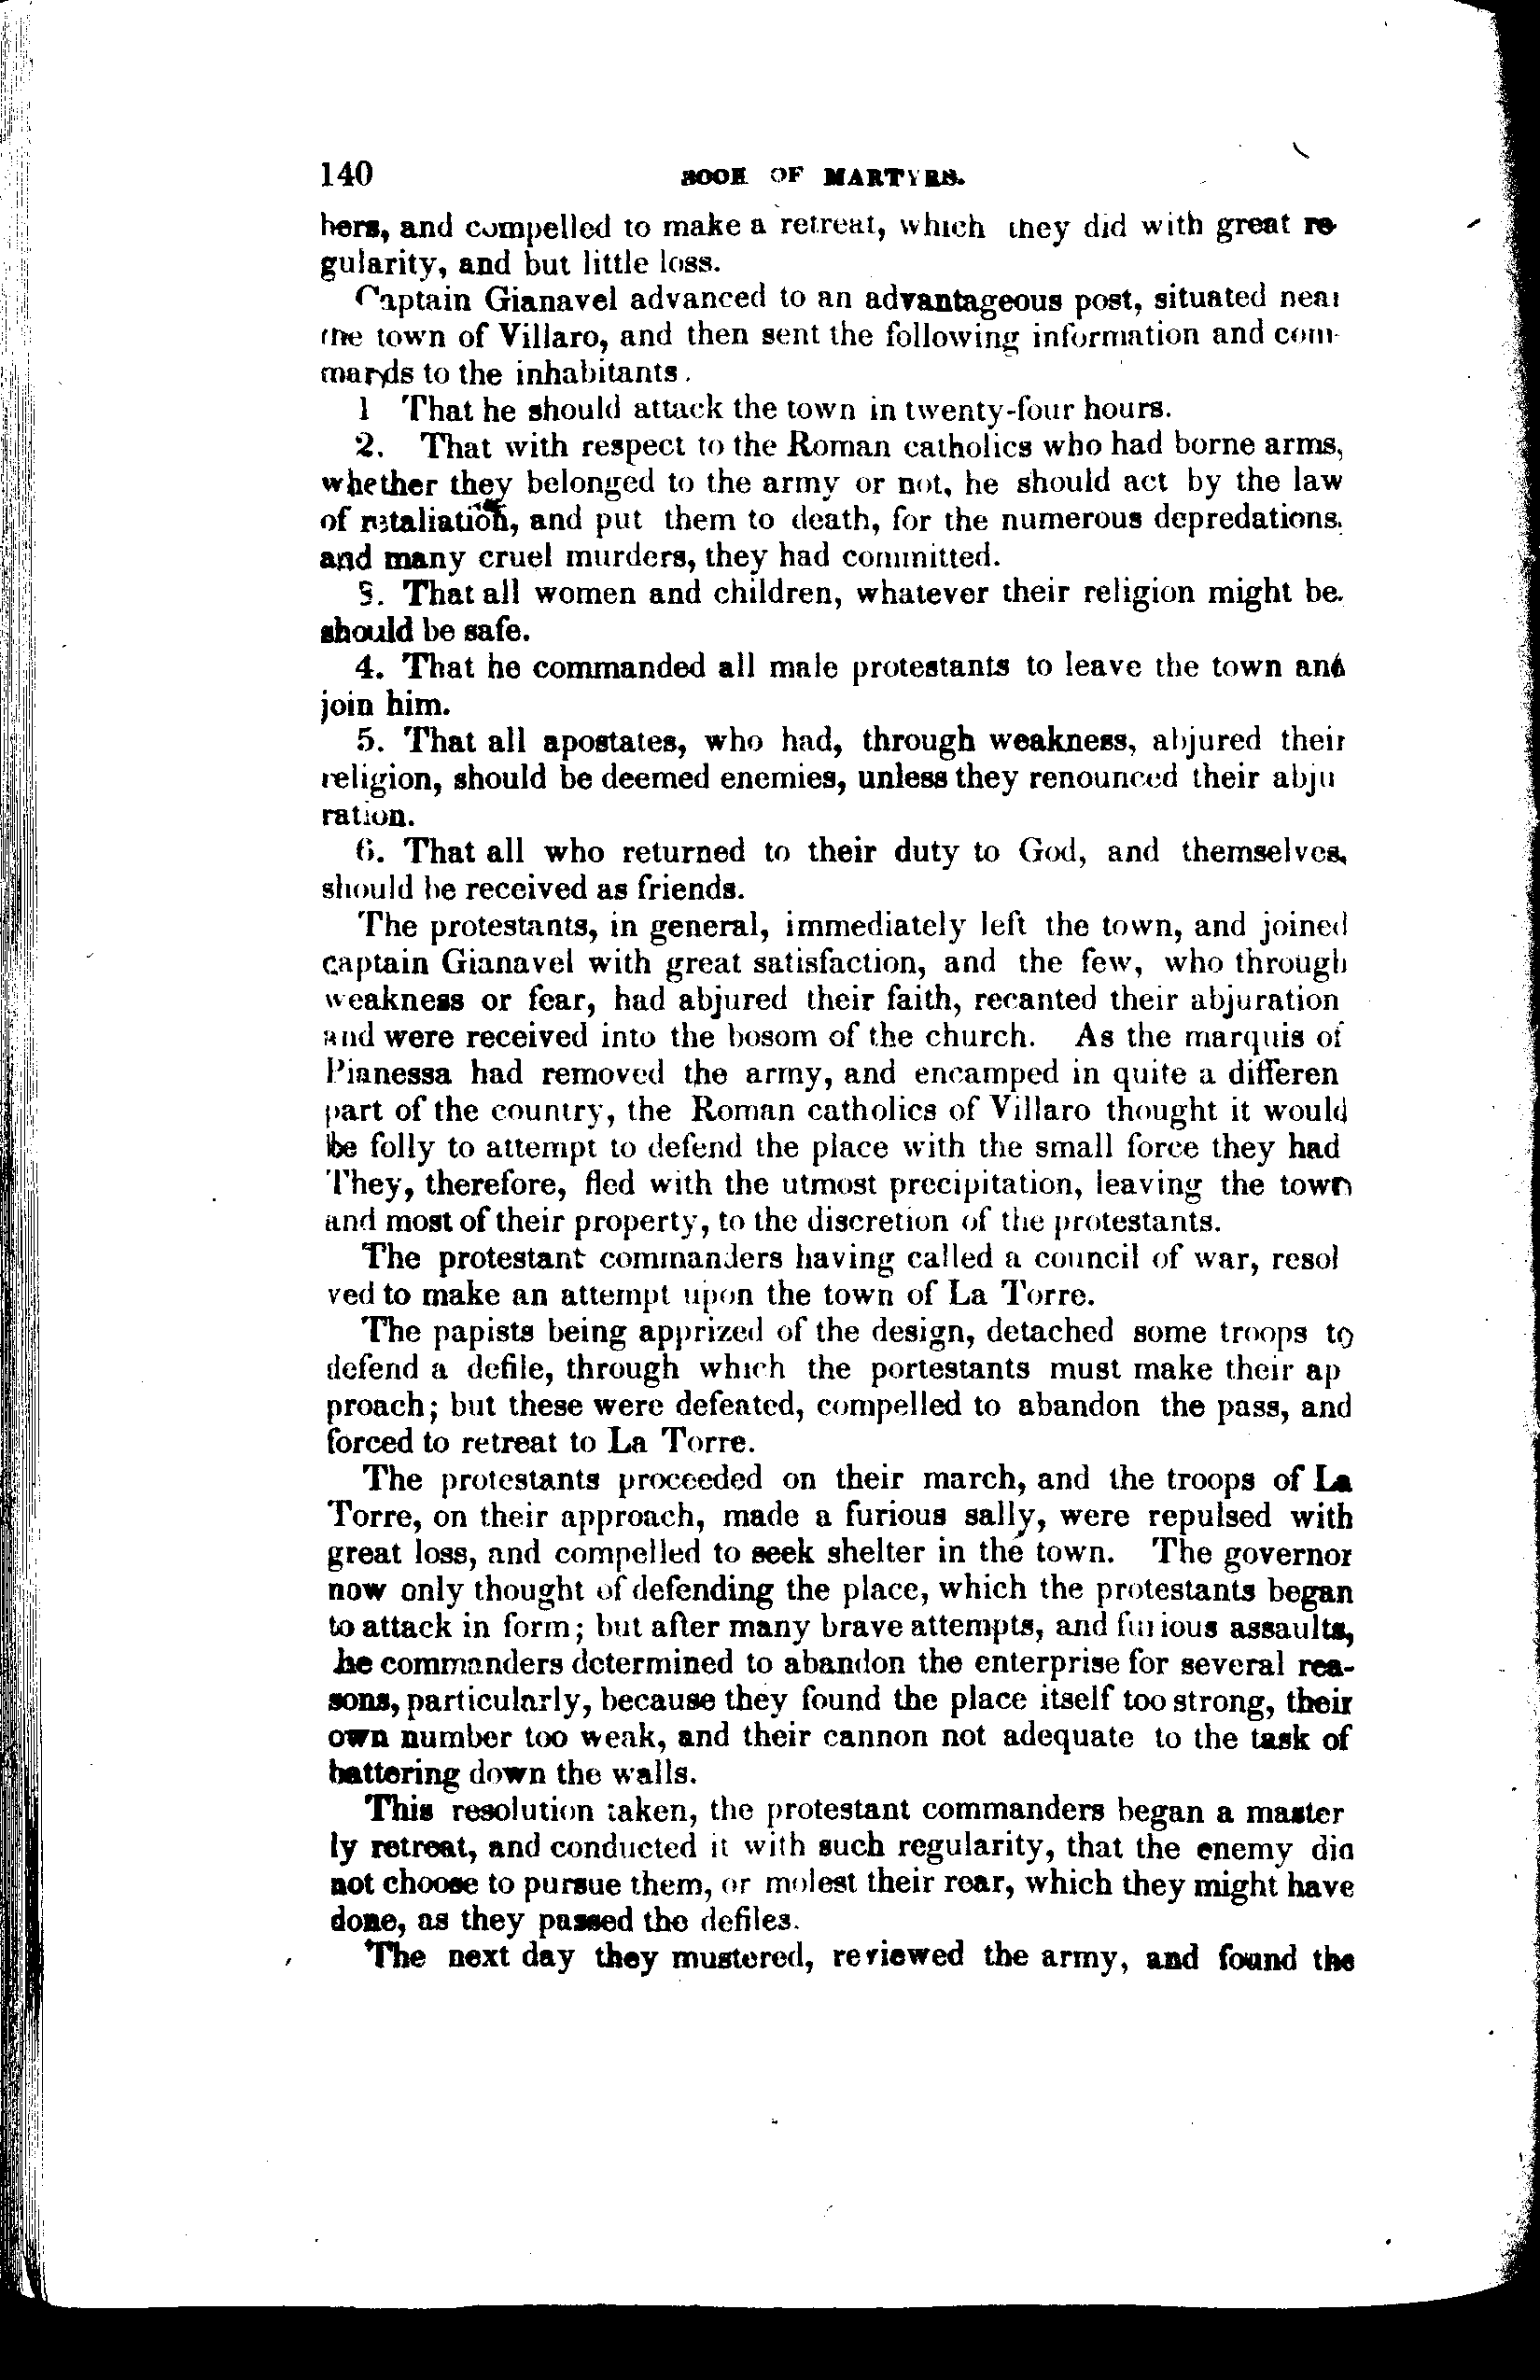 140 BOOK OF MARTYRS.
bers, and compelled to make a retreat, which they did with great re-
gularity, and but little loss.
Captain Gianavel advanced to an advantageous post, situated near
the town of Villaro, and then sent the following information and com-
mands to the inhabitants.
1 That he should attack the town in twenty-four hours.
2. That with respect to the Roman catholics who had borne arms,
whether they belonged to the army or not, he should act by the law
of retaliation, and put them to death, for the numerous depredations,
and many cruel murders, they had committed.
3. That all women and children, whatever their religion might be,
should be safe.
4. That he commanded all male protestants to leave the town and
join him.
5. That all apostates, who had, through weakness, abjured their
religion, should be deemed enemies, unless they renounced their abju
ration.
6. That all who returned to their duty to God, and themselves,
should be received as friends.
The protestants, in general, immediately left the town, and joined
captain Gianavel with great satisfaction, and the few, who through
weakness or fear, had abjured their faith, recanted their abjuration
and were received into the bosom of the church. As the marquis of
Pianessa had removed the army, and encamped in quite a differen
part of the country, the Roman catholics of Villaro thought it would
be folly to attempt to defend the place with the small force they had
They, therefore, fled with the utmost precipitation, leaving the town
and most of their property, to the discretion of the protestants.
The protestant commanders having called a council of war, resol
ved to make an attempt upon the town of La Torre.
The papists being apprized of the design, detached some troops to
defend a defile, through which the portestants must make their ap
proach; but these were defeated, compelled to abandon the pass, and
forced to retreat to La Torre.
The protestants proceeded on their march, and the troops of La
Torre, on their approach, made a furious sally, were repulsed with
great loss, and compelled to seek shelter in the town. The governor
now only thought of defending the place, which the protestants began
to attack in form; but after many brave attempts, and furious assaults,
he commanders determined to abandon the enterprise for several rea-
sons, particularly, because they found the place itself too strong, their
own number too weak, and their cannon not adequate to the task of
battering down the walls.
This resolution taken, the protestant commanders began a master
ly retreat, and conducted it with such regularity, that the enemy did
not choose to pursue them, or molest their rear, which they might have
done, as they passed the defiles.
The next day they mustered, reviewed the army, and found the